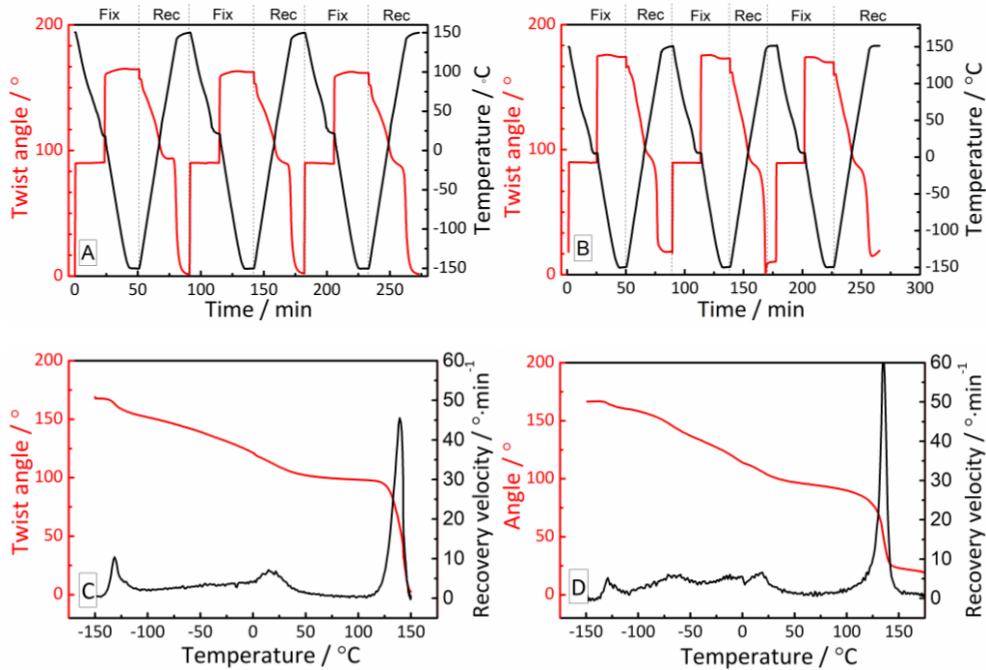 Fix Rec Fix Rec Fix Rec
200
100
0
Twist angle / °
150
100
50
0
-50
-100
-150
Temperature / °C
A
0 50 100 150 200 250
Time / min
Fix Rec Fix Rec Fix Rec
200
100
0
Twist angle / °
150
100
50
0
-50
-100
-150
Temperature / °C
B
0 50 100 150 200 250 300
Time / min
200
150
100
50
0
Twist angle / °
60
50
40
30
20
10
0
Recovery velocity / °·min-1
C
-150 -100 -50 0 50 100 150
Temperature / °C
200
150
100
50
0
Angle / °
60
50
40
30
20
10
0
Recovery velocity / °·min-1
D
-150 -100 -50 0 50 100 150
Temperature / °C